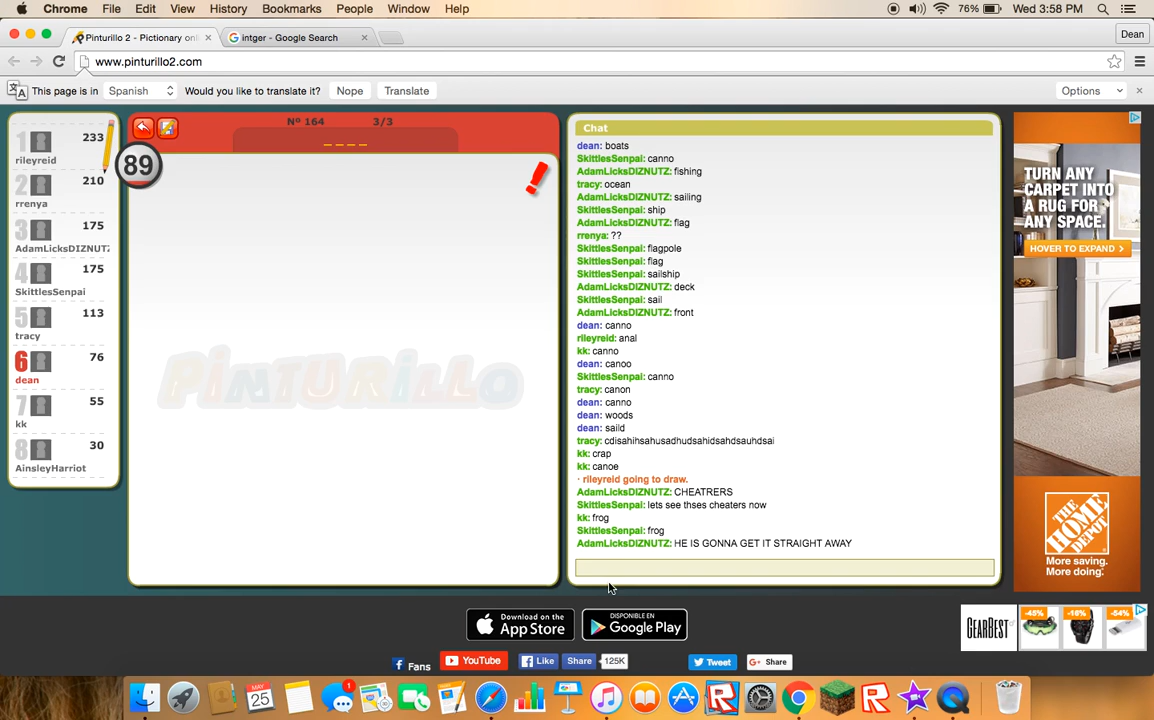 Chrome File Edit View History Bookmarks People Window Help 76% Wed 3:58 PM
Pinturillo 2 - Pictionary onl intger - Google Search Dean
www.pinturillo2.com
This page is in Spanish Would you like to translate it? Nope Translate Options
1 233
rileyreid
2 210
rrenya
3 175
AdamLicksDIZNUTZ
4 175
SkittlesSenpai
5 113
tracy
6 76
dean
7 55
kk
8 30
AinsleyHarriot
89
Nº 164 3/3
PINTURILLO
Chat
dean: boats
SkittlesSenpai: canno
AdamLicksDIZNUTZ: fishing
tracy: ocean
AdamLicksDIZNUTZ: sailing
SkittlesSenpai: ship
AdamLicksDIZNUTZ: flag
rrenya: ??
SkittlesSenpai: flagpole
SkittlesSenpai: flag
SkittlesSenpai: sailship
AdamLicksDIZNUTZ: deck
SkittlesSenpai: sail
AdamLicksDIZNUTZ: front
dean: canno
rileyreid: anal
kk: canno
dean: canoo
SkittlesSenpai: canno
tracy: canon
dean: canno
dean: woods
dean: saild
tracy: cdisahihsahusadhudsahidsahdsauhdsai
kk: crap
kk: canoe
· rileyreid going to draw.
AdamLicksDIZNUTZ: CHEATRERS
SkittlesSenpai: lets see thses cheaters now
kk: frog
SkittlesSenpai: frog
AdamLicksDIZNUTZ: HE IS GONNA GET IT STRAIGHT AWAY
TURN ANY
CARPET INTO
A RUG FOR
ANY SPACE.
HOVER TO EXPAND >
THE HOME DEPOT
More saving.
More doing.
Download on the
App Store
DISPONIBLE EN
Google Play
GEARBEST -45% -16% -54%
Fans YouTube Like Share 125K Tweet Share
MAY
25
1